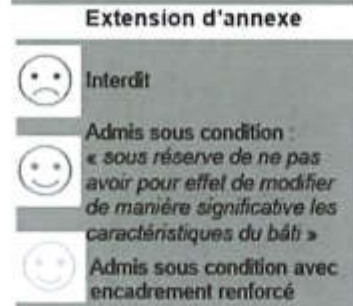 Extension d'annexe
Interdit
Admis sous condition :
« sous réserve de ne pas
avoir pour effet de modifier
de manière significative les
caractéristiques du bâti »
Admis sous condition avec
encadrement renforcé